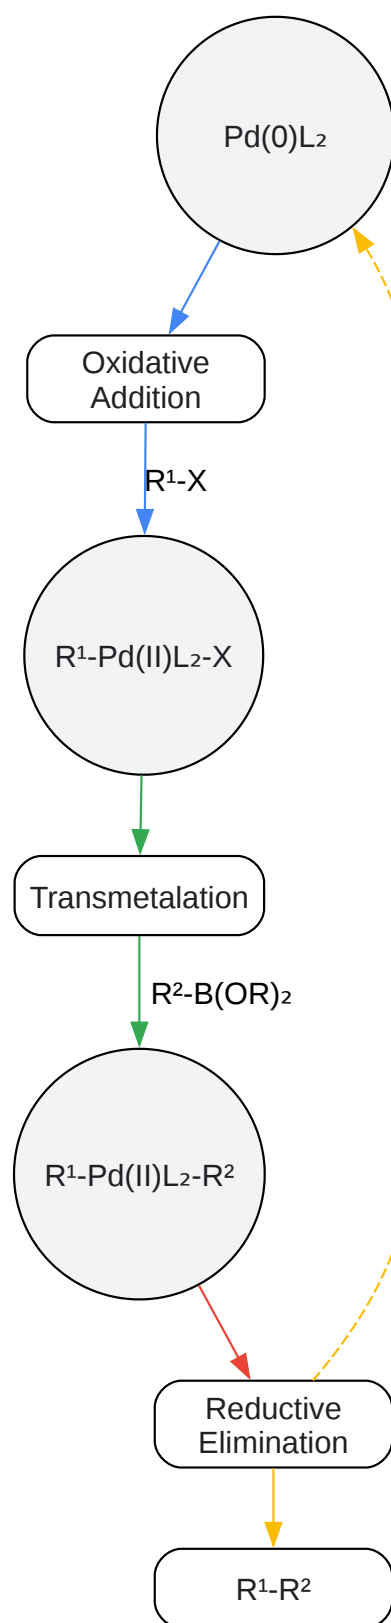 Pd(0)L₂
Oxidative
Addition
R¹-X
R¹-Pd(II)L₂-X
Transmetalation
R²-B(OR)₂
R¹-Pd(II)L₂-R²
Reductive
Elimination
R¹-R²